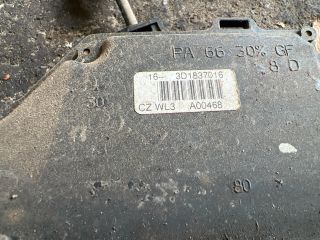 PA 66 30% GF
8 D
16- 3D1837016
CZ WL3 A00468
30
80